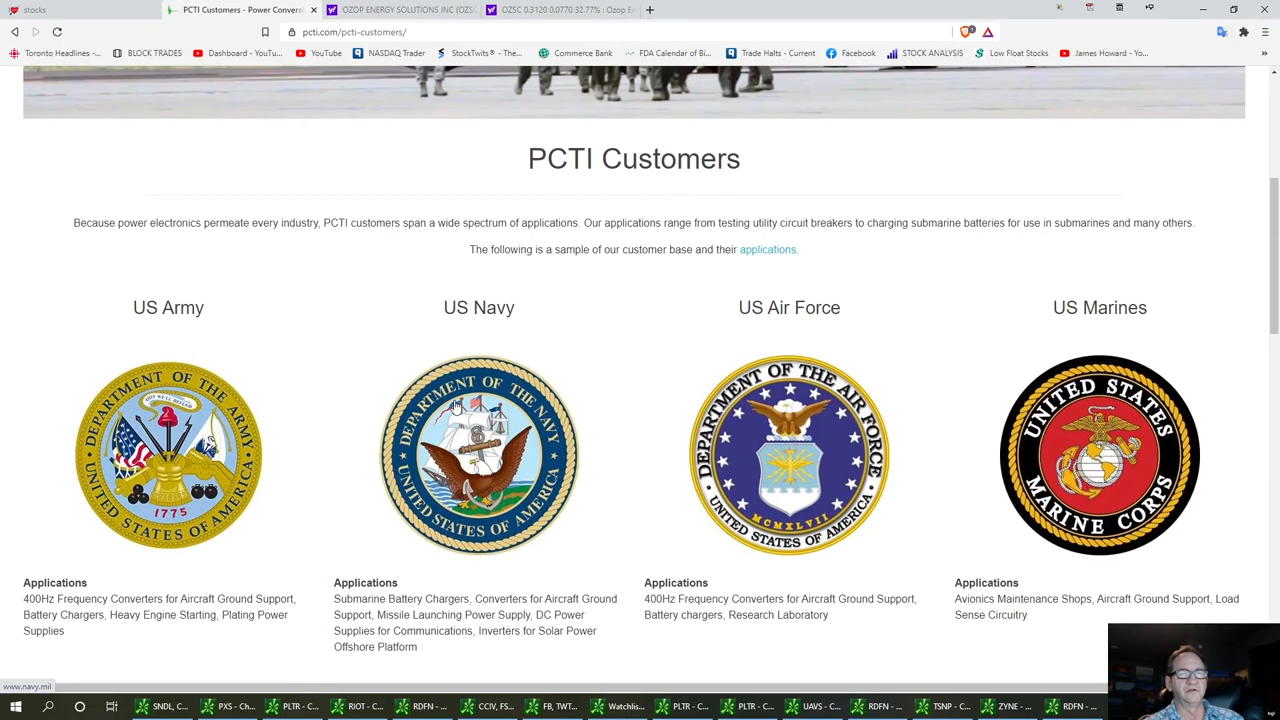 stocks
PCTI Customers - Power Conversi
OZOP ENERGY SOLUTIONS INC (OZS
OZSC 0.3120 0.0770 32.77% : Ozop E
pcti.com/pcti-customers/
Toronto Headlines -...
BLOCK TRADES
Dashboard - YouTu...
YouTube
NASDAQ Trader
StockTwits® - The...
Commerce Bank
FDA Calendar of Bi...
Trade Halts - Current
Facebook
STOCK ANALYSIS
Low Float Stocks
James Howard - Yo...
PCTI Customers
Because power electronics permeate every industry, PCTI customers span a wide spectrum of applications. Our applications range from testing utility circuit breakers to charging submarine batteries for use in submarines and many others.
The following is a sample of our customer base and their applications.
US Army
US Navy
US Air Force
US Marines
DEPARTMENT OF THE ARMY
THIS WE'LL DEFEND
1775
UNITED STATES OF AMERICA
DEPARTMENT OF THE NAVY
UNITED STATES OF AMERICA
DEPARTMENT OF THE AIR FORCE
MCMXLVII
UNITED STATES OF AMERICA
UNITED STATES
MARINE CORPS
Applications
400Hz Frequency Converters for Aircraft Ground Support,
Battery Chargers, Heavy Engine Starting, Plating Power
Supplies
Applications
Submarine Battery Chargers, Converters for Aircraft Ground
Support, Missile Launching Power Supply, DC Power
Supplies for Communications, Inverters for Solar Power
Offshore Platform
Applications
400Hz Frequency Converters for Aircraft Ground Support,
Battery chargers, Research Laboratory
Applications
Avionics Maintenance Shops, Aircraft Ground Support, Load
Sense Circuitry
www.navy.mil
SNDL, C...
PXS - Ch...
PLTR - C...
RIOT - C...
RDFN - ...
CCIV, FS...
FB, TWT...
Watchlis...
PLTR - C...
PLTR - C...
UAVS - C...
RDFN - ...
TSNP - C...
ZYNE - ...
RDFN - ...